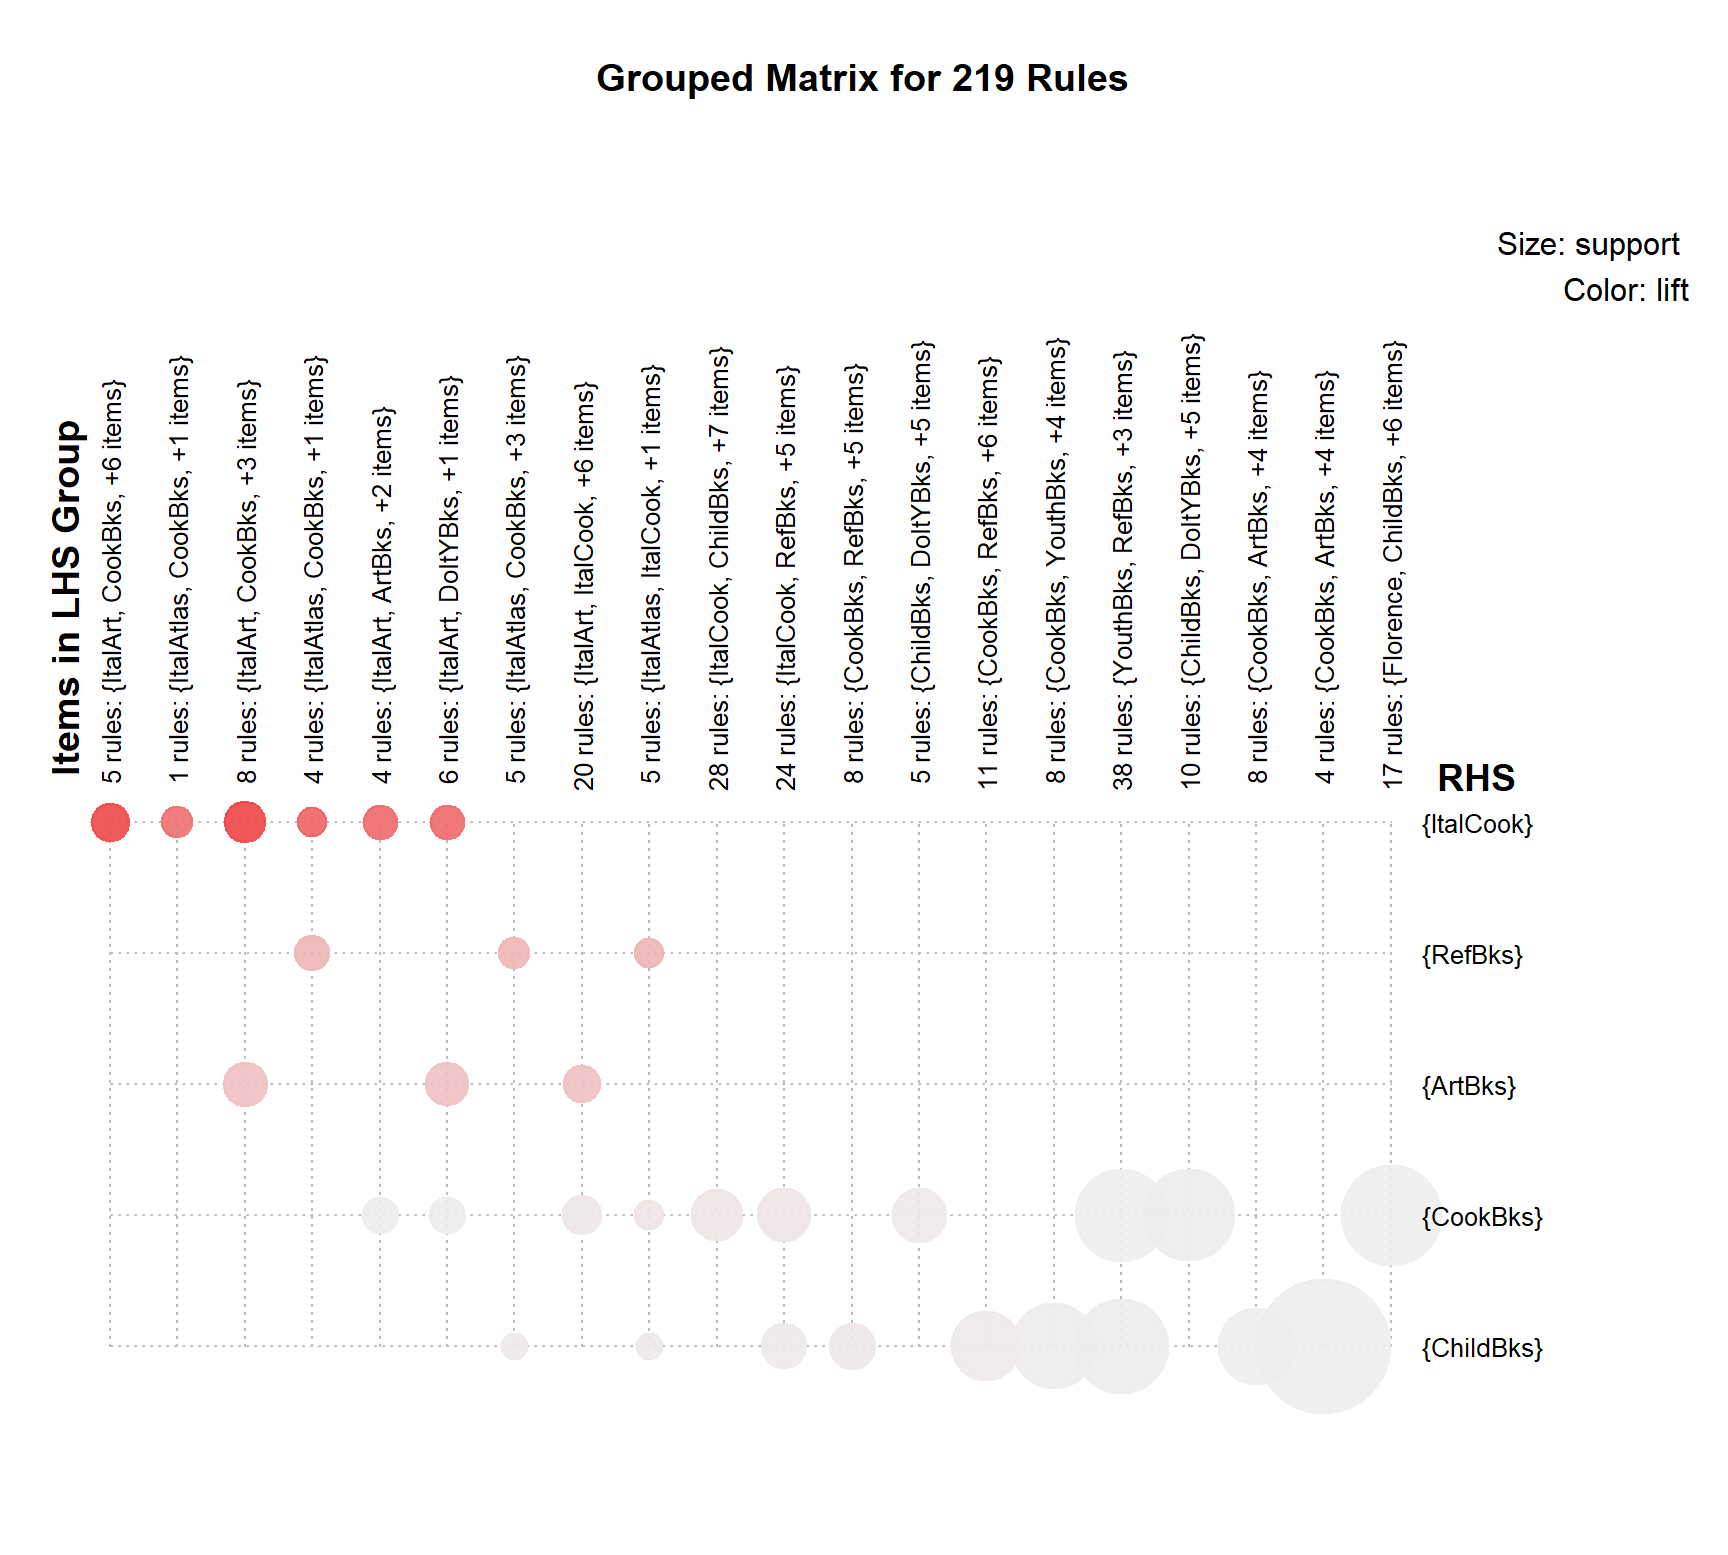 Grouped Matrix for 219 Rules
Size: support
Color: lift
Items in LHS Group
5 rules: {ItalArt, CookBks, +6 items}
1 rules: {ItalAtlas, CookBks, +1 items}
8 rules: {ItalArt, CookBks, +3 items}
4 rules: {ItalAtlas, CookBks, +1 items}
4 rules: {ItalArt, ArtBks, +2 items}
6 rules: {ItalArt, DoItYBks, +1 items}
5 rules: {ItalAtlas, CookBks, +3 items}
20 rules: {ItalArt, ItalCook, +6 items}
5 rules: {ItalAtlas, ItalCook, +1 items}
28 rules: {ItalCook, ChildBks, +7 items}
24 rules: {ItalCook, RefBks, +5 items}
8 rules: {CookBks, RefBks, +5 items}
5 rules: {ChildBks, DoItYBks, +5 items}
11 rules: {CookBks, RefBks, +6 items}
8 rules: {CookBks, YouthBks, +4 items}
38 rules: {YouthBks, RefBks, +3 items}
10 rules: {ChildBks, DoItYBks, +5 items}
8 rules: {CookBks, ArtBks, +4 items}
4 rules: {CookBks, ArtBks, +4 items}
17 rules: {Florence, ChildBks, +6 items}
RHS
{ItalCook}
{RefBks}
{ArtBks}
{CookBks}
{ChildBks}